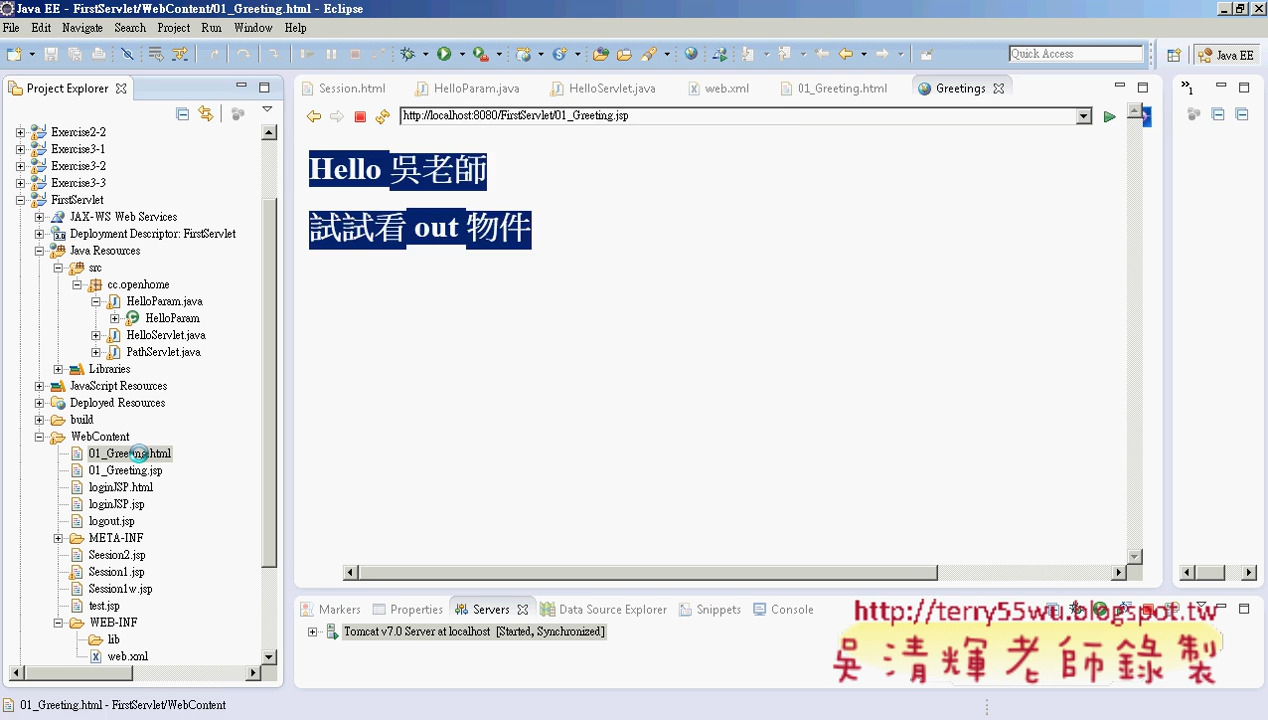 Java EE - FirstServlet/WebContent/01_Greeting.html - Eclipse
File Edit Navigate Search Project Run Window Help
Quick Access
Java EE
Project Explorer
Session.html
HelloParam.java
HelloServlet.java
web.xml
01_Greeting.html
Greetings
http://localhost:8080/FirstServlet/01_Greeting.jsp
Hello 吳老師
試試看 out 物件
Exercise2-2
Exercise3-1
Exercise3-2
Exercise3-3
FirstServlet
JAX-WS Web Services
Deployment Descriptor: FirstServlet
Java Resources
src
cc.openhome
HelloParam.java
HelloParam
HelloServlet.java
PathServlet.java
Libraries
JavaScript Resources
Deployed Resources
build
WebContent
01_Greeting.html
01_Greeting.jsp
loginJSP.html
loginJSP.jsp
logout.jsp
META-INF
Seesion2.jsp
Session1.jsp
Session1w.jsp
test.jsp
WEB-INF
lib
web.xml
Markers
Properties
Servers
Data Source Explorer
Snippets
Console
Tomcat v7.0 Server at localhost [Started, Synchronized]
http://terry55wu.blogspot.tw
吳清輝老師錄製
01_Greeting.html - FirstServlet/WebContent